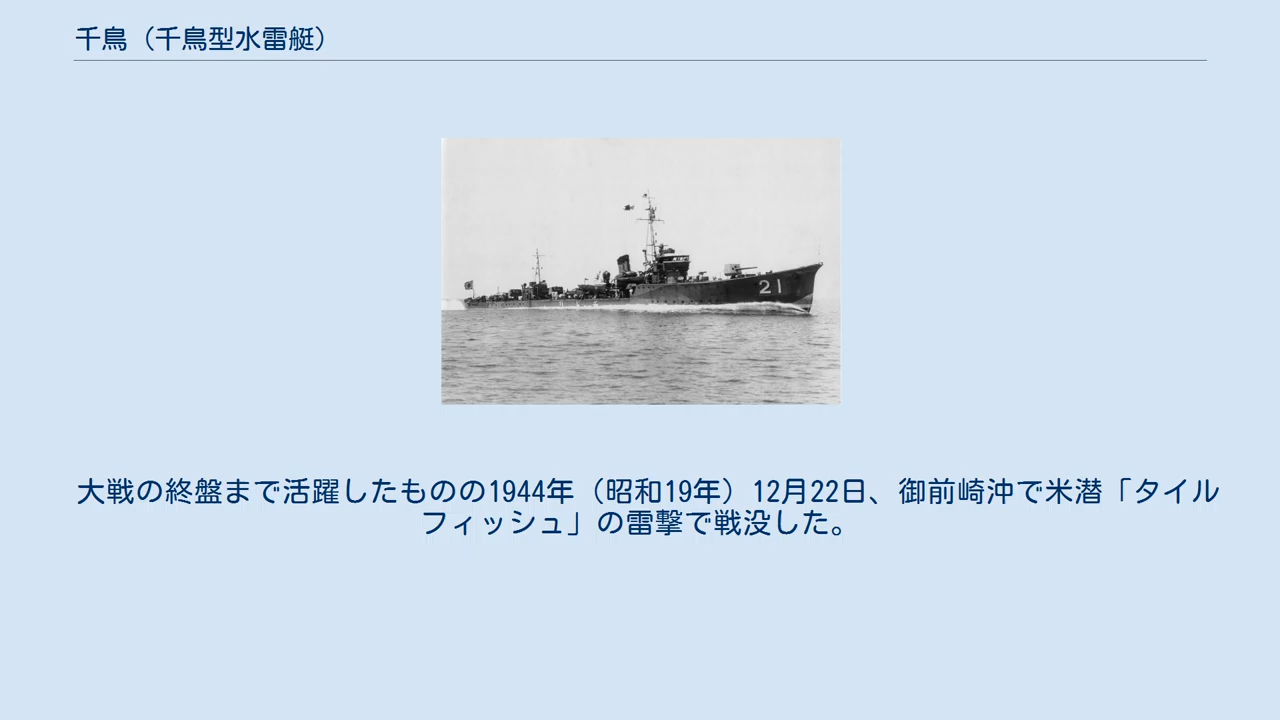 千鳥（千鳥型水雷艇）
21
大戦の終盤まで活躍したものの1944年（昭和19年）12月22日、御前崎沖で米潜「タイル
フィッシュ」の雷撃で戦没した。